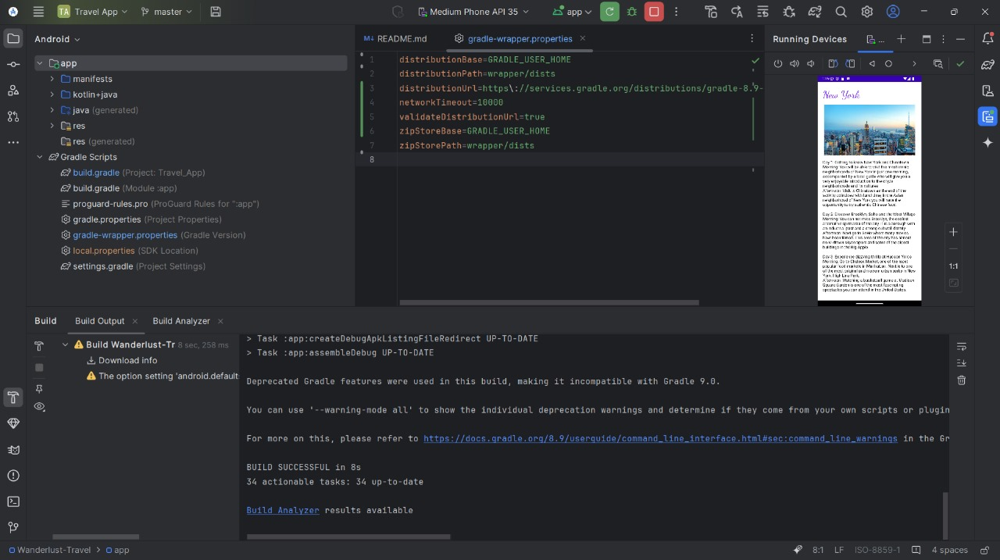 TA Travel App
master
Medium Phone API 35
app
Android
README.md
gradle-wrapper.properties
Running Devices
app
manifests
kotlin+java
java (generated)
res
res (generated)
Gradle Scripts
build.gradle (Project: Travel_App)
build.gradle (Module :app)
proguard-rules.pro (ProGuard Rules for ":app")
gradle.properties (Project Properties)
gradle-wrapper.properties (Gradle Version)
local.properties (SDK Location)
settings.gradle (Project Settings)
1 distributionBase=GRADLE_USER_HOME
2 distributionPath=wrapper/dists
3 distributionUrl=https\://services.gradle.org/distributions/gradle-8.9-
4 networkTimeout=10000
5 validateDistributionUrl=true
6 zipStoreBase=GRADLE_USER_HOME
7 zipStorePath=wrapper/dists
8
New York
1:1
Build
Build Output
Build Analyzer
Build Wanderlust-Tr 8 sec, 258 ms
Download info
The option setting 'android.default
> Task :app:createDebugApkListingFileRedirect UP-TO-DATE
> Task :app:assembleDebug UP-TO-DATE
Deprecated Gradle features were used in this build, making it incompatible with Gradle 9.0.
You can use '--warning-mode all' to show the individual deprecation warnings and determine if they come from your own scripts or plugin
For more on this, please refer to https://docs.gradle.org/8.9/userguide/command_line_interface.html#sec:command_line_warnings in the Gr
BUILD SUCCESSFUL in 8s
34 actionable tasks: 34 up-to-date
Build Analyzer results available
Wanderlust-Travel > app
8:1
LF
ISO-8859-1
4 spaces